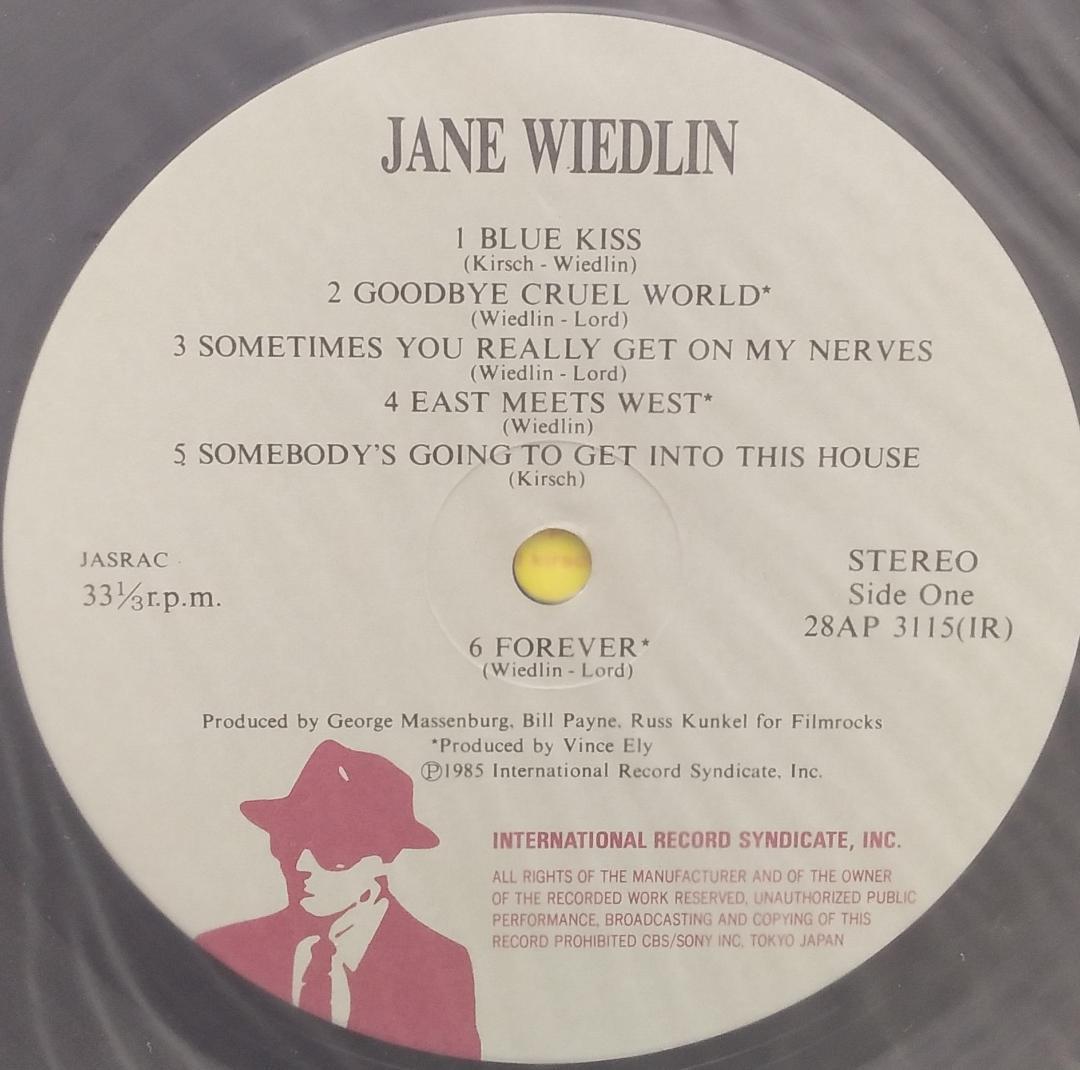 JANE WIEDLIN
1 BLUE KISS
(Kirsch - Wiedlin)
2 GOODBYE CRUEL WORLD*
(Wiedlin - Lord)
3 SOMETIMES YOU REALLY GET ON MY NERVES
(Wiedlin - Lord)
4 EAST MEETS WEST*
(Wiedlin)
5 SOMEBODY'S GOING TO GET INTO THIS HOUSE
(Kirsch)
JASRAC
33⅓r.p.m.
STEREO
Side One
28AP 3115(IR)
6 FOREVER*
(Wiedlin - Lord)
Produced by George Massenburg, Bill Payne, Russ Kunkel for Filmrocks
*Produced by Vince Ely
℗1985 International Record Syndicate, Inc.
INTERNATIONAL RECORD SYNDICATE, INC.
ALL RIGHTS OF THE MANUFACTURER AND OF THE OWNER
OF THE RECORDED WORK RESERVED, UNAUTHORIZED PUBLIC
PERFORMANCE, BROADCASTING AND COPYING OF THIS
RECORD PROHIBITED CBS/SONY INC, TOKYO JAPAN